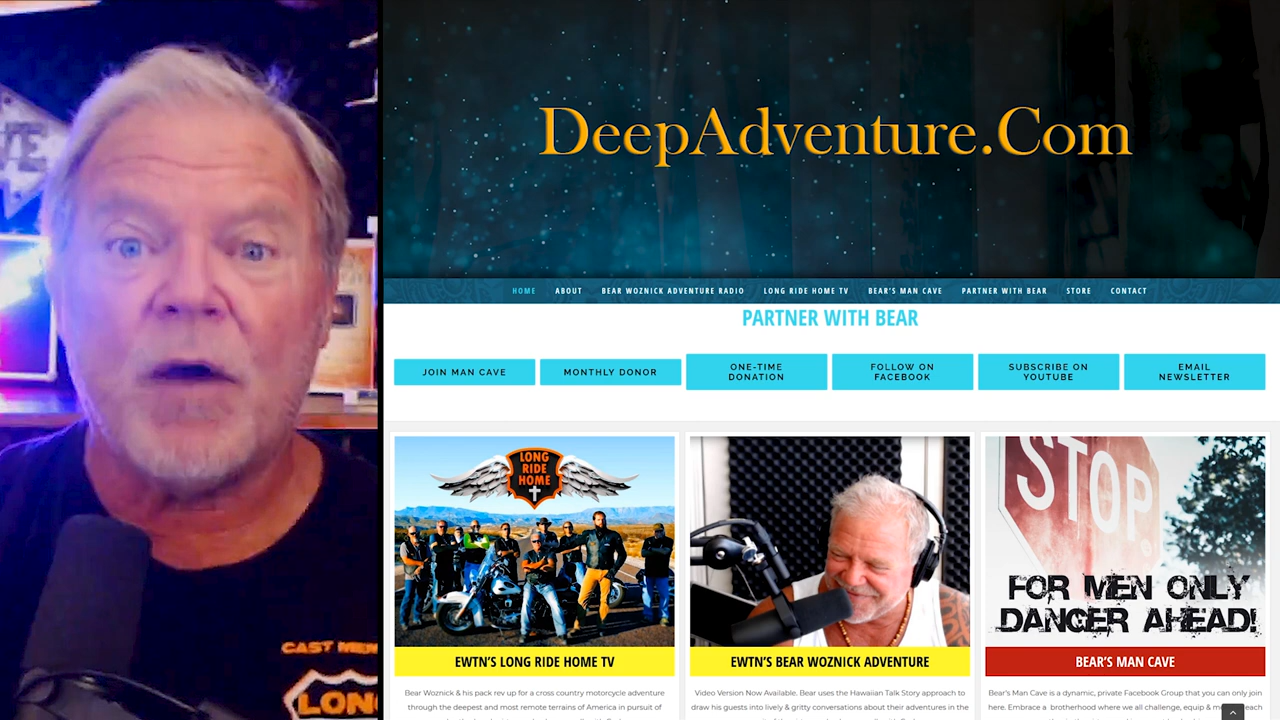 DeepAdventure.Com
HOME ABOUT BEAR WOZNICK ADVENTURE RADIO LONG RIDE HOME TV BEAR'S MAN CAVE PARTNER WITH BEAR STORE CONTACT
PARTNER WITH BEAR
JOIN MAN CAVE
MONTHLY DONOR
ONE-TIME
DONATION
FOLLOW ON
FACEBOOK
SUBSCRIBE ON
YOUTUBE
EMAIL
NEWSLETTER
LONG
RIDE
HOME
EWTN'S LONG RIDE HOME TV
Bear Woznick & his pack rev up for a cross country motorcycle adventure
through the deepest and most remote terrains of America in pursuit of
EWTN'S BEAR WOZNICK ADVENTURE
Video Version Now Available. Bear uses the Hawaiian Talk Story approach to
draw his guests into lively & gritty conversations about their adventures in the
STOP
FOR MEN ONLY
DANGER AHEAD!
BEAR'S MAN CAVE
Bear's Man Cave is a dynamic, private Facebook Group that you can only join
here. Embrace a brotherhood where we all challenge, equip &
CAST
LONG